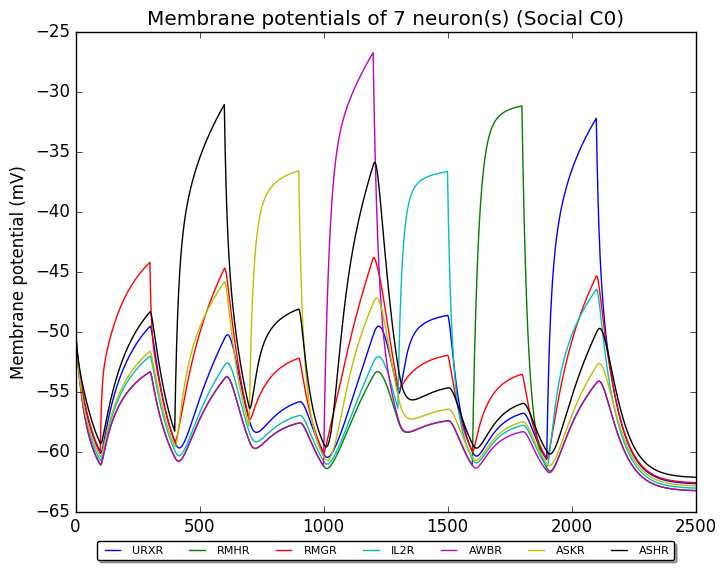 Membrane potentials of 7 neuron(s) (Social C0)
Membrane potential (mV)
−25
−30
−35
−40
−45
−50
−55
−60
−65
0 500 1000 1500 2000 2500
URXR RMHR RMGR IL2R AWBR ASKR ASHR